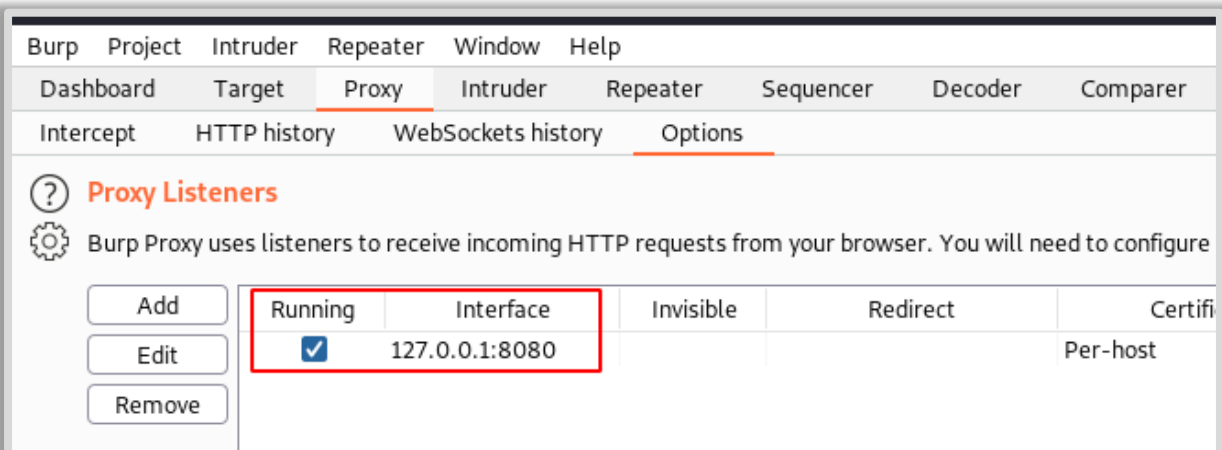 Burp Project Intruder Repeater Window Help
Dashboard Target Proxy Intruder Repeater Sequencer Decoder Comparer
Intercept HTTP history WebSockets history Options
Proxy Listeners
Burp Proxy uses listeners to receive incoming HTTP requests from your browser. You will need to configure
Add Running Interface Invisible Redirect Certifi
127.0.0.1:8080 Per-host
Edit
Remove